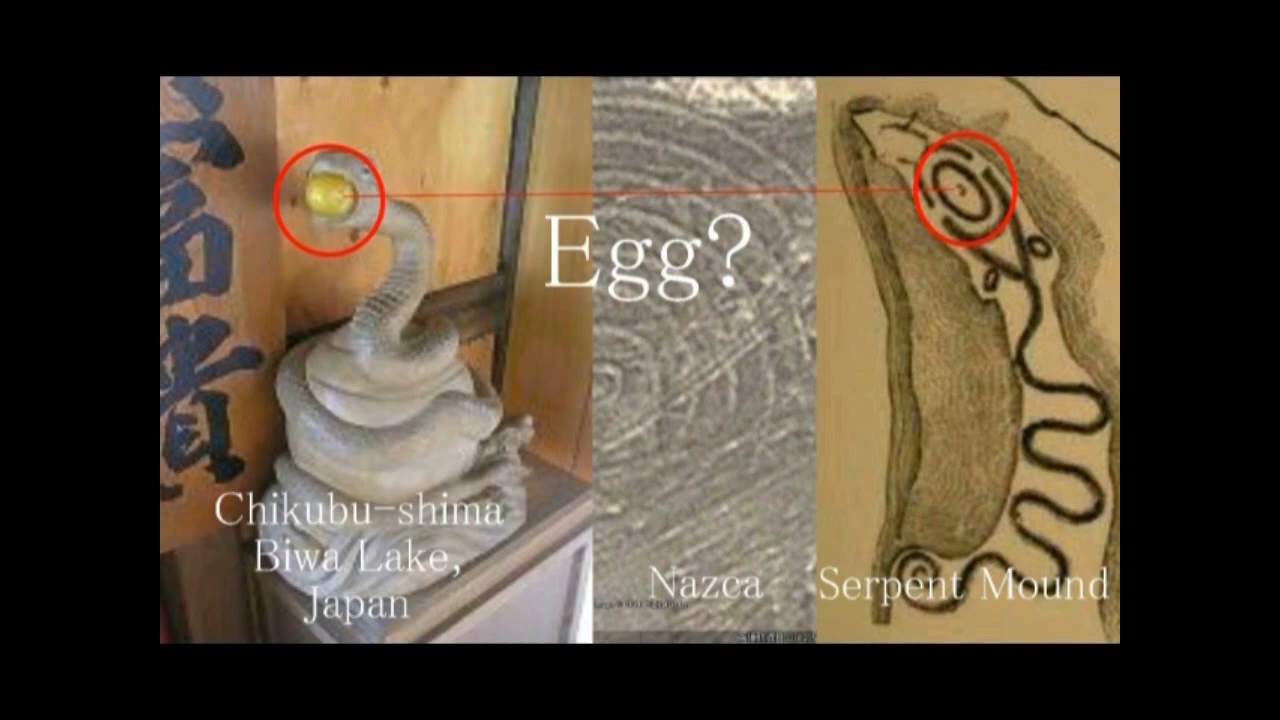 Egg?
Chikubu-shima
Biwa Lake,
Japan
Nazca
Serpent Mound